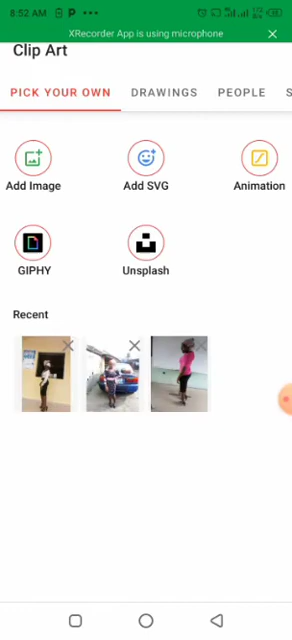 8:52 AM P
XRecorder App is using microphone
Clip Art
PICK YOUR OWN DRAWINGS PEOPLE S
Add Image Add SVG Animation
GIPHY Unsplash
Recent